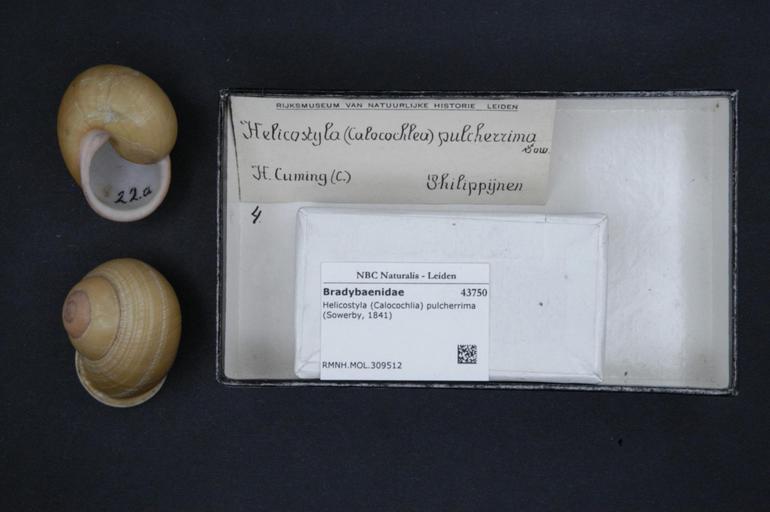 RIJKSMUSEUM VAN NATUURLIJKE HISTORIE LEIDEN
Helicostyla (Calocochlea) pulcherrima
Sow.
H. Cuming (C.) Philippijnen
22.a
4.
NBC Naturalis - Leiden
Bradybaenidae 43750
Helicostyla (Calocochlia) pulcherrima
(Sowerby, 1841)
RMNH.MOL.309512